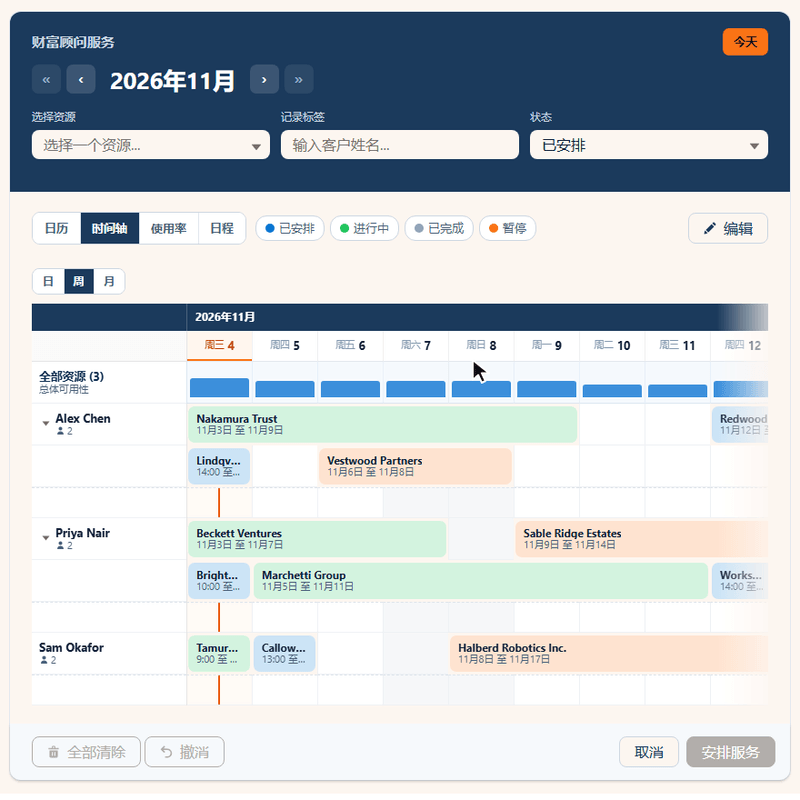 财富顾问服务
今天
« ‹ 2026年11月 › »
选择资源 记录标签 状态
选择一个资源... 输入客户姓名... 已安排
日历 时间轴 使用率 日程 已安排 进行中 已完成 暂停 编辑
日 周 月
2026年11月
周三 4 周四 5 周五 6 周六 7 周日 8 周一 9 周二 10 周三 11 周四 12
全部资源 (3)
总体可用性
Alex Chen
2
Nakamura Trust
11月3日 至 11月9日
Redwood
11月12日 至
Lindqv...
14:00 至...
Vestwood Partners
11月6日 至 11月8日
Priya Nair
2
Beckett Ventures
11月3日 至 11月7日
Sable Ridge Estates
11月9日 至 11月14日
Bright...
10:00 至...
Marchetti Group
11月5日 至 11月11日
Works...
14:00 至...
Sam Okafor
2
Tamur...
9:00 至 ...
Callow...
13:00 至...
Halberd Robotics Inc.
11月8日 至 11月17日
全部清除 撤消 取消 安排服务